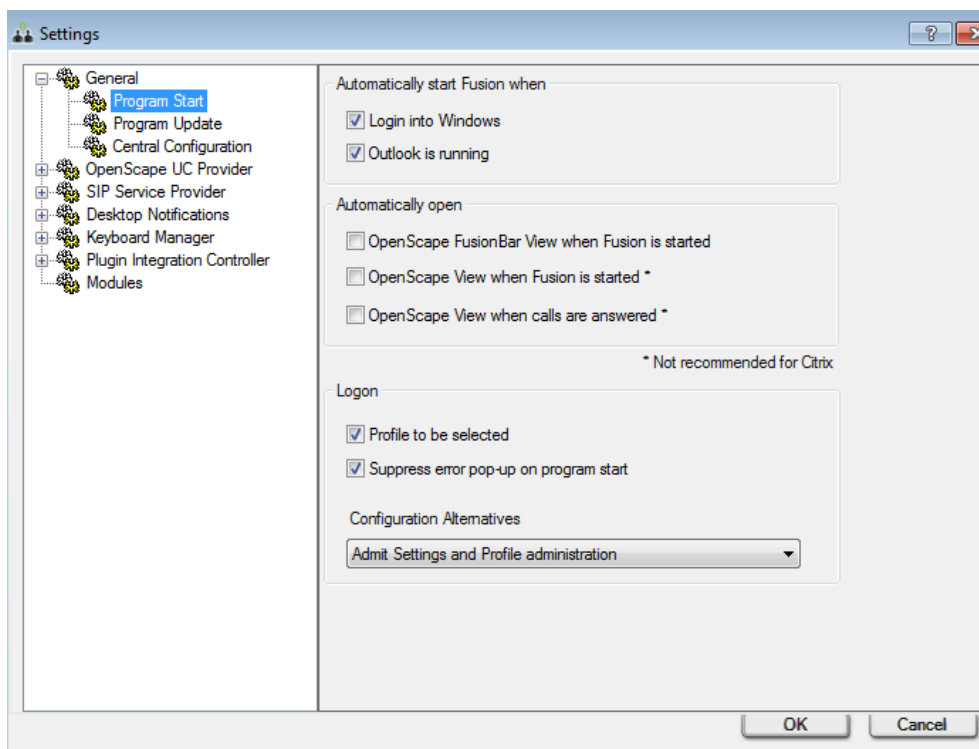 Settings
General
Program Start
Program Update
Central Configuration
OpenScape UC Provider
SIP Service Provider
Desktop Notifications
Keyboard Manager
Plugin Integration Controller
Modules
Automatically start Fusion when
Login into Windows
Outlook is running
Automatically open
OpenScape FusionBar View when Fusion is started
OpenScape View when Fusion is started *
OpenScape View when calls are answered *
* Not recommended for Citrix
Logon
Profile to be selected
Suppress error pop-up on program start
Configuration Alternatives
Admit Settings and Profile administration
OK
Cancel